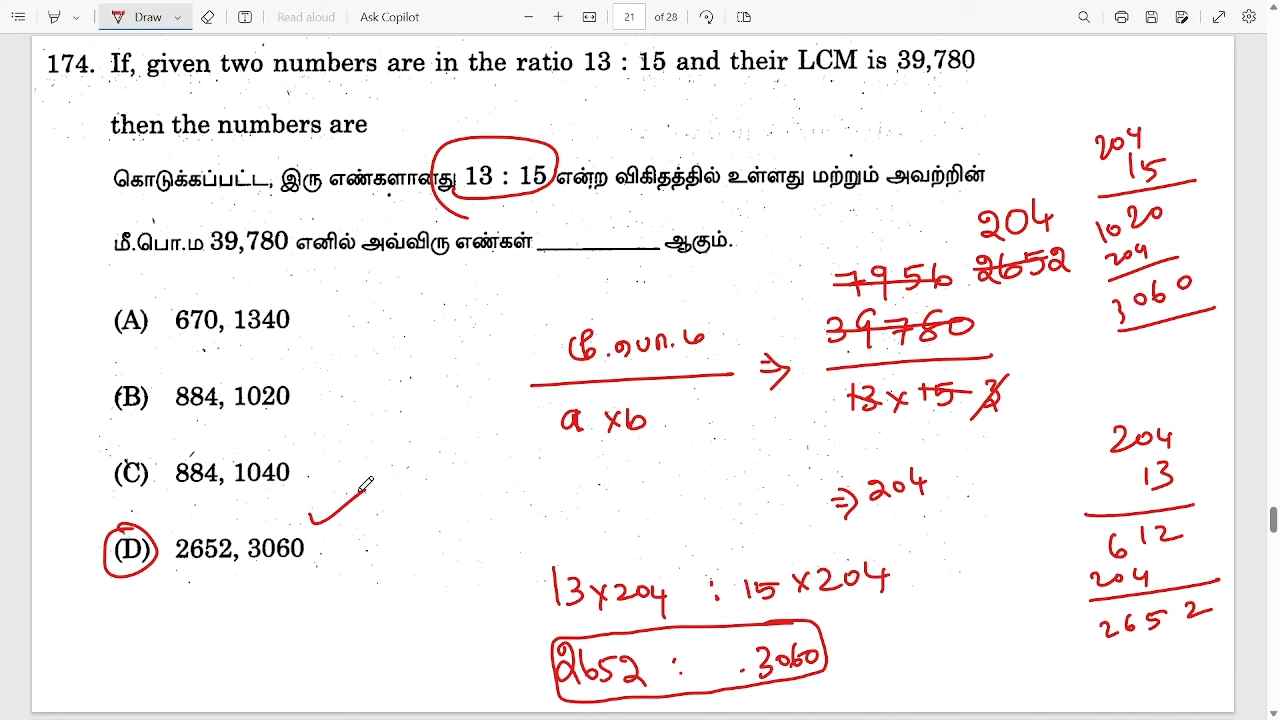 Draw
Read aloud
Ask Copilot
21
of 28
174. If, given two numbers are in the ratio 13 : 15 and their LCM is 39,780
then the numbers are
கொடுக்கப்பட்ட, இரு எண்களானது 13 : 15 என்ற விகிதத்தில் உள்ளது மற்றும் அவற்றின்
மீ.பொ.ம 39,780 எனில் அவ்விரு எண்கள் __________ ஆகும்.
(A) 670, 1340
(B) 884, 1020
(C) 884, 1040
(D) 2652, 3060
மீ.பொ.ம
a x b
⇒
7956 2652 204
39780
13 x 15 3
⇒ 204
13 x 204 : 15 x 204
2652 : 3060
204
15
1020
204
3060
204
13
612
204
2652